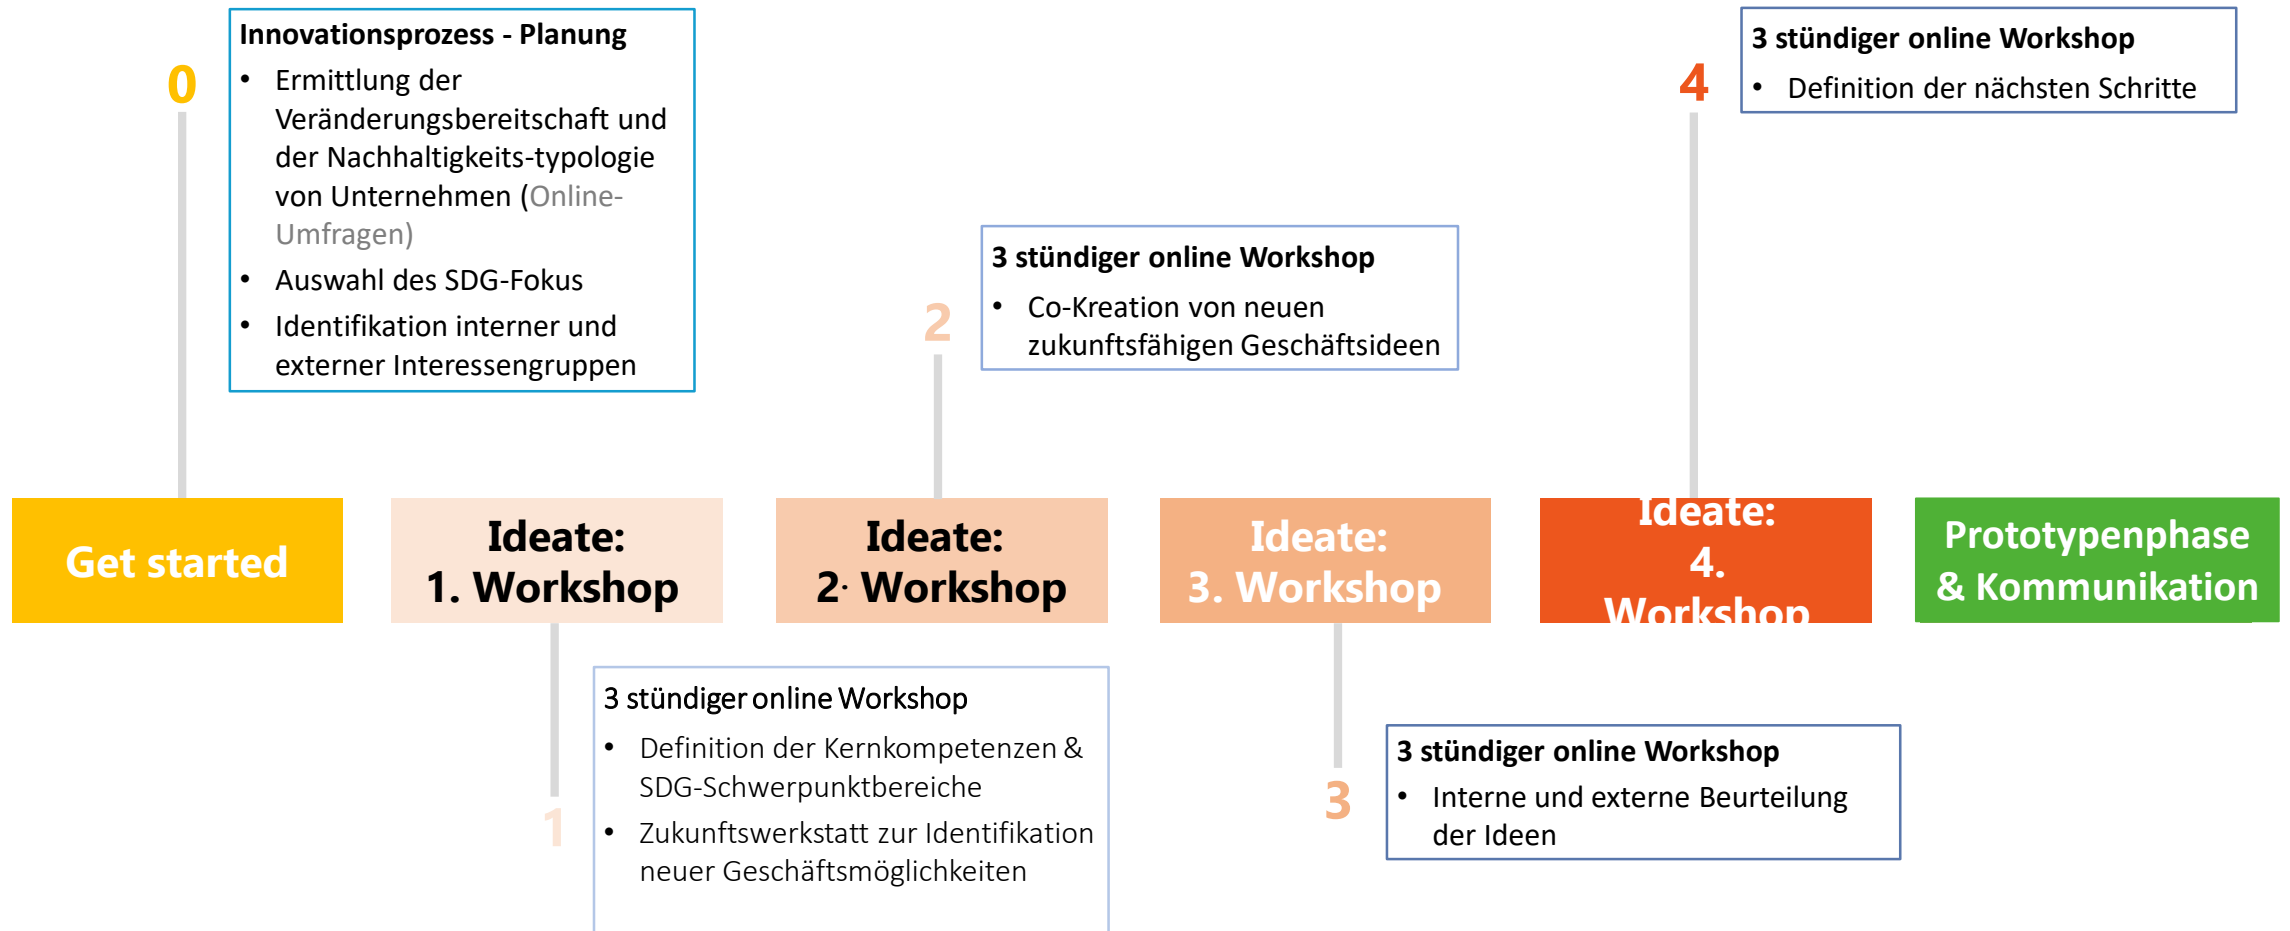 0
Innovationsprozess - Planung
• Ermittlung der
Veränderungsbereitschaft und
der Nachhaltigkeits-typologie
von Unternehmen (Online-
Umfragen)
• Auswahl des SDG-Fokus
• Identifikation interner und
externer Interessengruppen
2
3 stündiger online Workshop
• Co-Kreation von neuen
zukunftsfähigen Geschäftsideen
4
3 stündiger online Workshop
• Definition der nächsten Schritte
Get started
Ideate:
1. Workshop
Ideate:
2. Workshop
Ideate:
3. Workshop
Ideate:
4.
Workshop
Prototypenphase
& Kommunikation
1
3 stündiger online Workshop
• Definition der Kernkompetenzen &
SDG-Schwerpunktbereiche
• Zukunftswerkstatt zur Identifikation
neuer Geschäftsmöglichkeiten
3
3 stündiger online Workshop
• Interne und externe Beurteilung
der Ideen